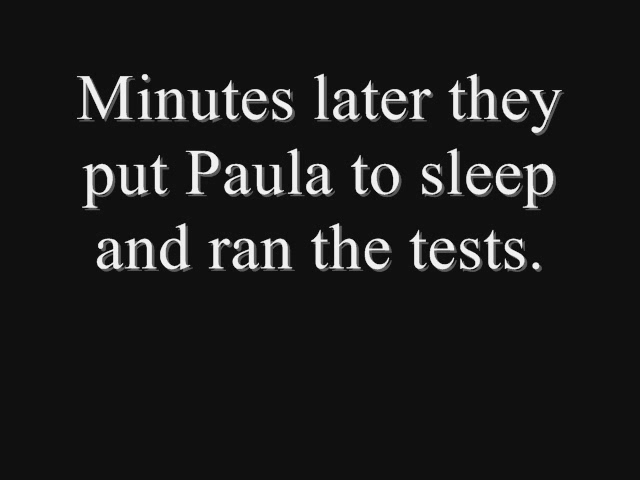 Minutes later they
put Paula to sleep
and ran the tests.